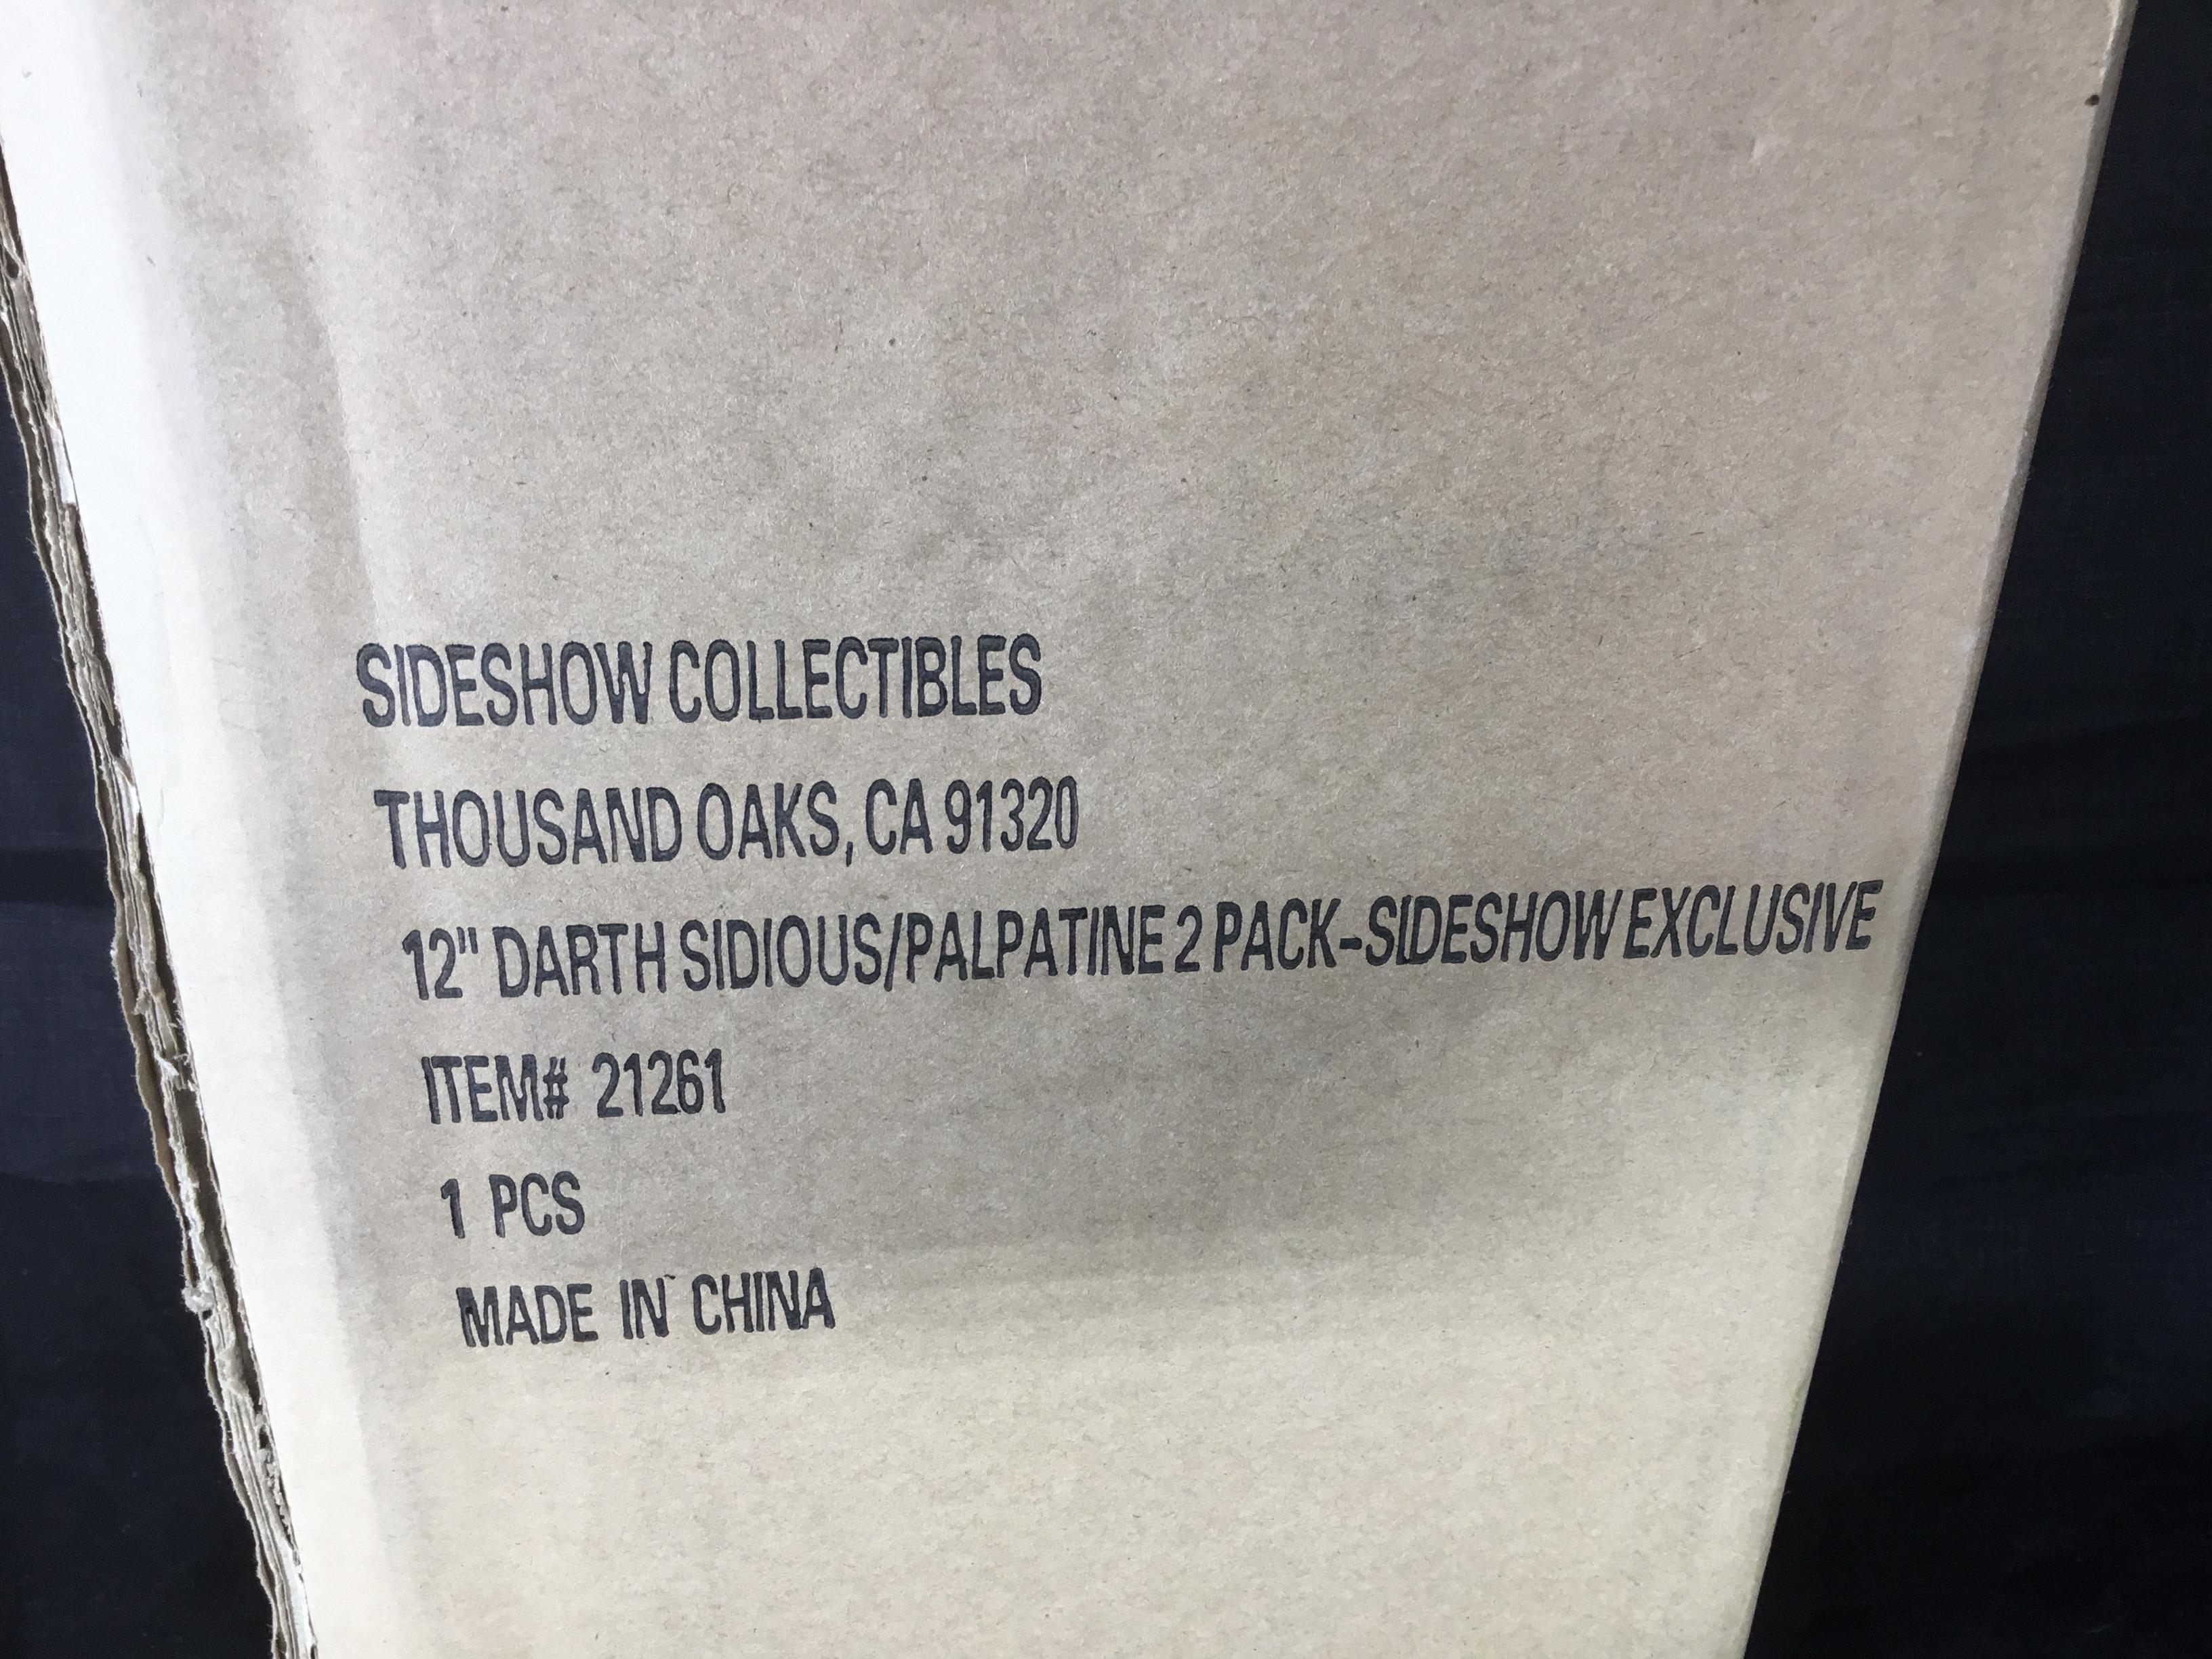 SIDESHOW COLLECTIBLES
THOUSAND OAKS, CA 91320
12" DARTH SIDIOUS/PALPATINE 2 PACK-SIDESHOW EXCLUSIVE
ITEM# 21261
1 PCS
MADE IN CHINA